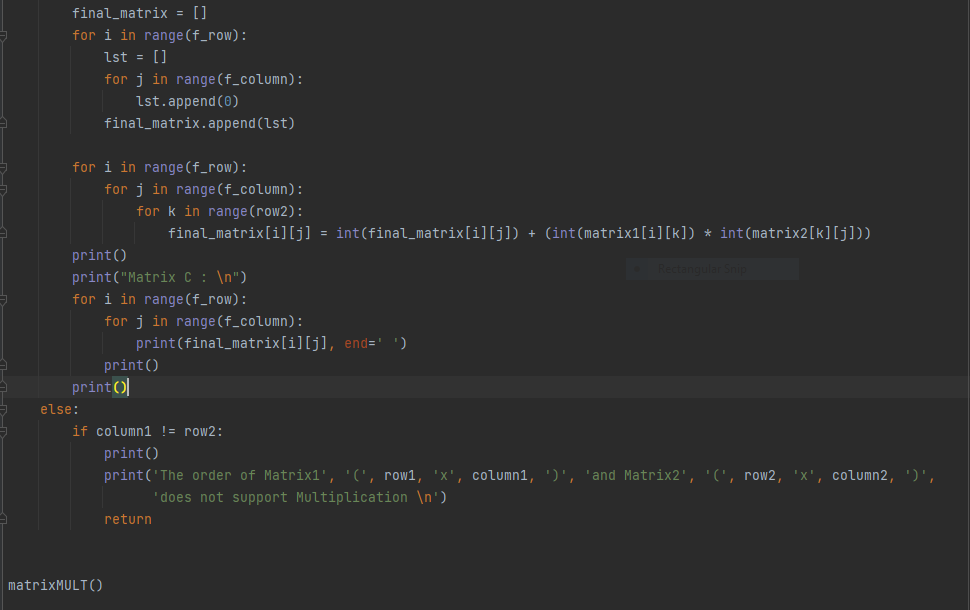 final_matrix = []
for i in range(f_row):
lst = []
for j in range(f_column):
lst.append(0)
final_matrix.append(lst)
for i in range(f_row):
for j in range(f_column):
for k in range(row2):
final_matrix[i][j] = int(final_matrix[i][j]) + (int(matrix1[i][k]) * int(matrix2[k][j]))
print()
Rectangular Snip
print("Matrix C : \n")
for i in range(f_row):
for j in range(f_column):
print(final_matrix[i][j], end=' ')
print()
print()
else:
if column1 != row2:
print()
print('The order of Matrix1', '(', row1, 'x', column1, ')', 'and Matrix2', '(', row2, 'x', column2, ')',
'does not support Multiplication \n')
return
matrixMULT()